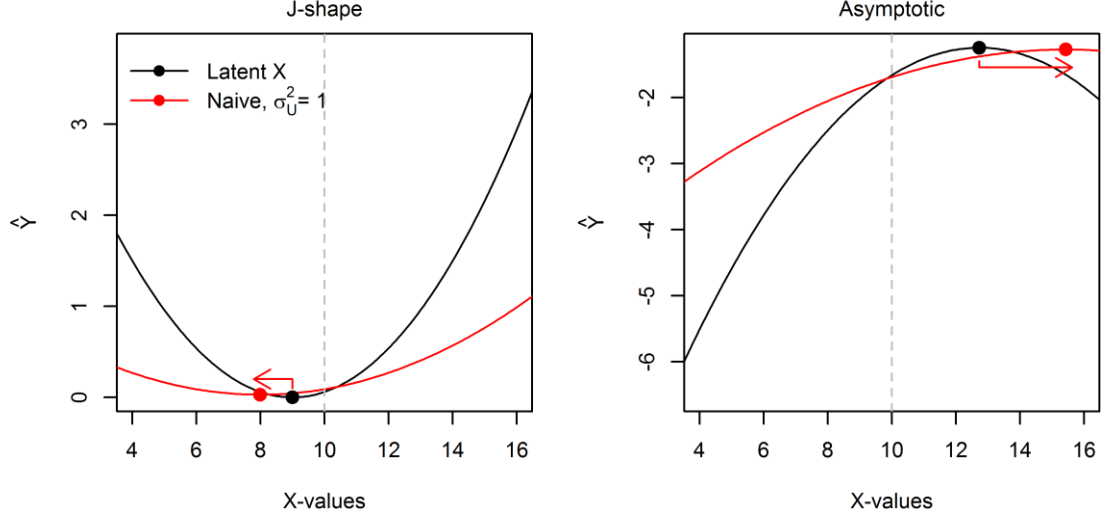 J-shape
Latent X
Naive, σ²_U = 1
Ŷ
0
1
2
3
4 6 8 10 12 14 16
X-values
Asymptotic
Ŷ
-6
-5
-4
-3
-2
4 6 8 10 12 14 16
X-values